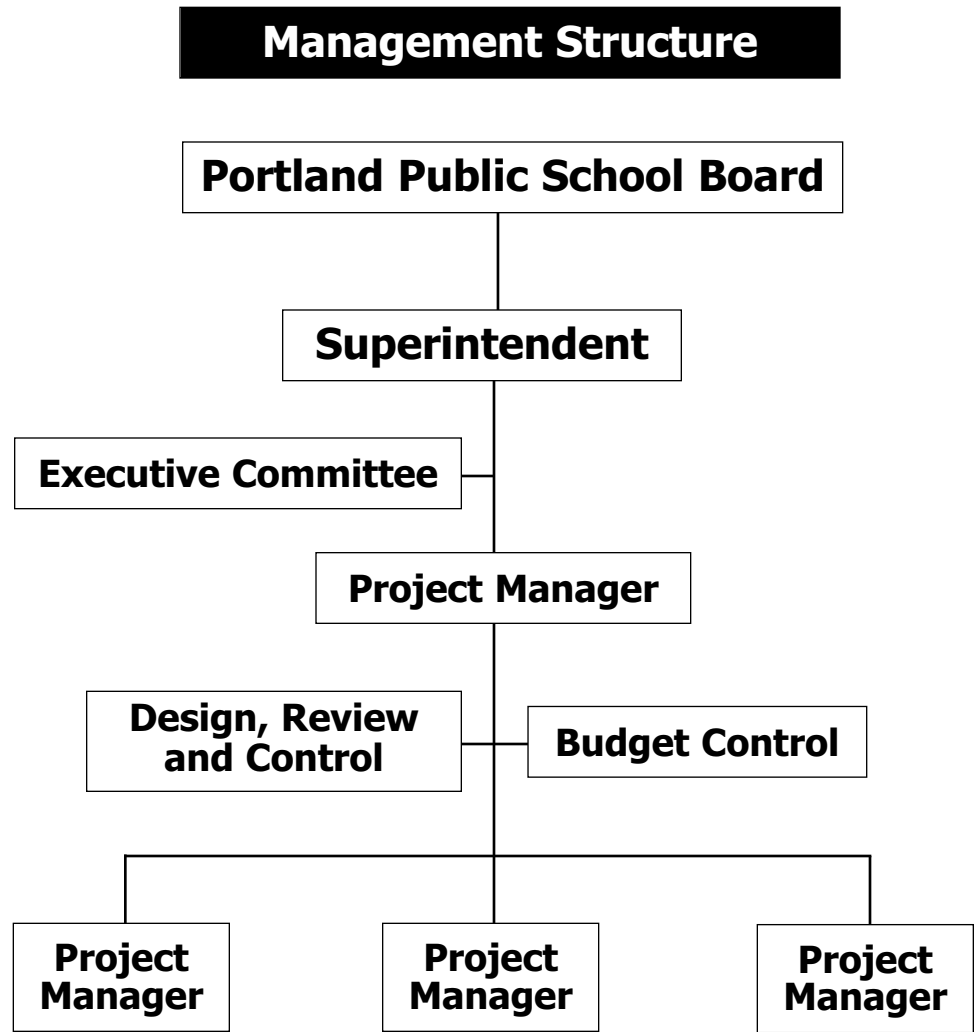 Management Structure
Portland Public School Board
Superintendent
Executive Committee
Project Manager
Design, Review
and Control
Budget Control
Project
Manager
Project
Manager
Project
Manager